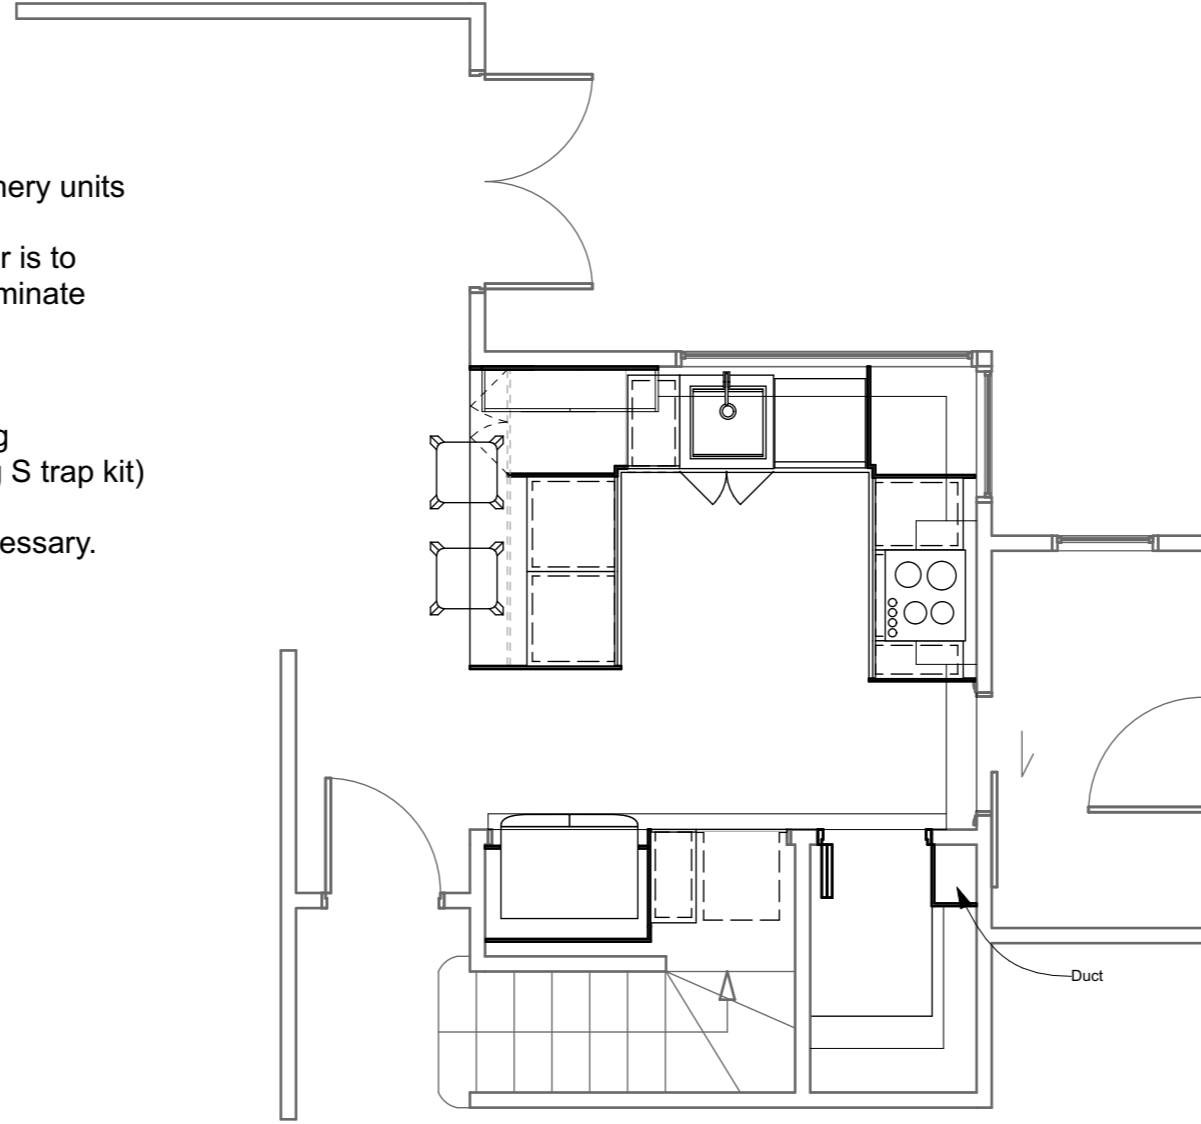 nery units
r is to
minate
g
g S trap kit)
essary.
Duct